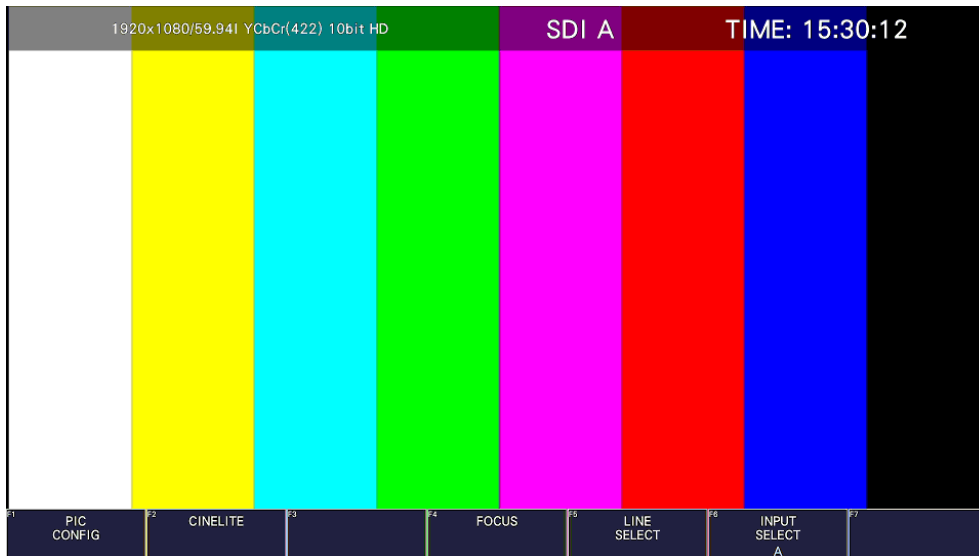 1920x1080/59.94I YCbCr(422) 10bit HD SDI A TIME: 15:30:12
F1 PIC CONFIG
F2 CINELITE
F3
F4 FOCUS
F5 LINE SELECT
F6 INPUT SELECT A
F7